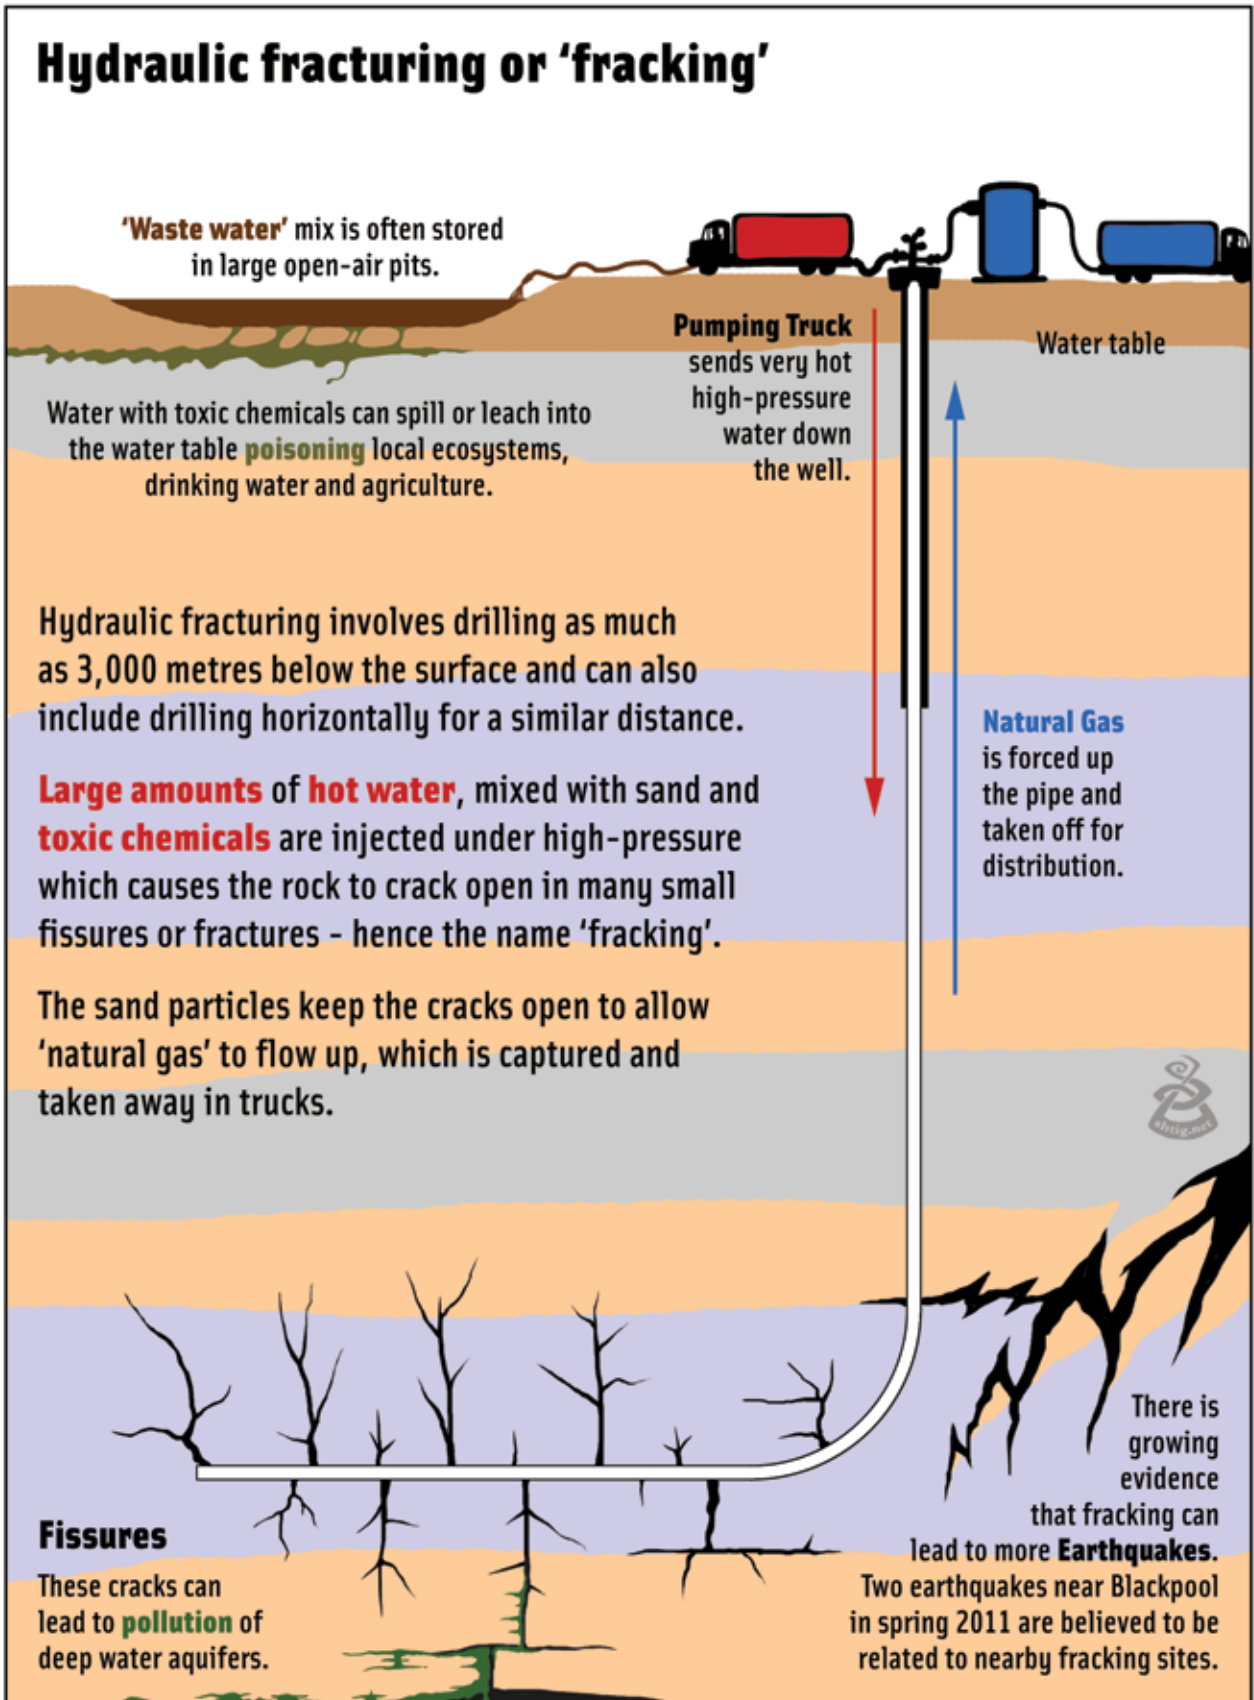 Hydraulic fracturing or ‘fracking’
‘Waste water’ mix is often stored
in large open-air pits.
Pumping Truck
sends very hot
high-pressure
water down
the well.
Water table
Water with toxic chemicals can spill or leach into
the water table poisoning local ecosystems,
drinking water and agriculture.
Hydraulic fracturing involves drilling as much
as 3,000 metres below the surface and can also
include drilling horizontally for a similar distance.
Natural Gas
is forced up
the pipe and
taken off for
distribution.
Large amounts of hot water, mixed with sand and
toxic chemicals are injected under high-pressure
which causes the rock to crack open in many small
fissures or fractures - hence the name ‘fracking’.
The sand particles keep the cracks open to allow
‘natural gas’ to flow up, which is captured and
taken away in trucks.
shtig.net
Fissures
These cracks can
lead to pollution of
deep water aquifers.
There is
growing
evidence
that fracking can
lead to more Earthquakes.
Two earthquakes near Blackpool
in spring 2011 are believed to be
related to nearby fracking sites.